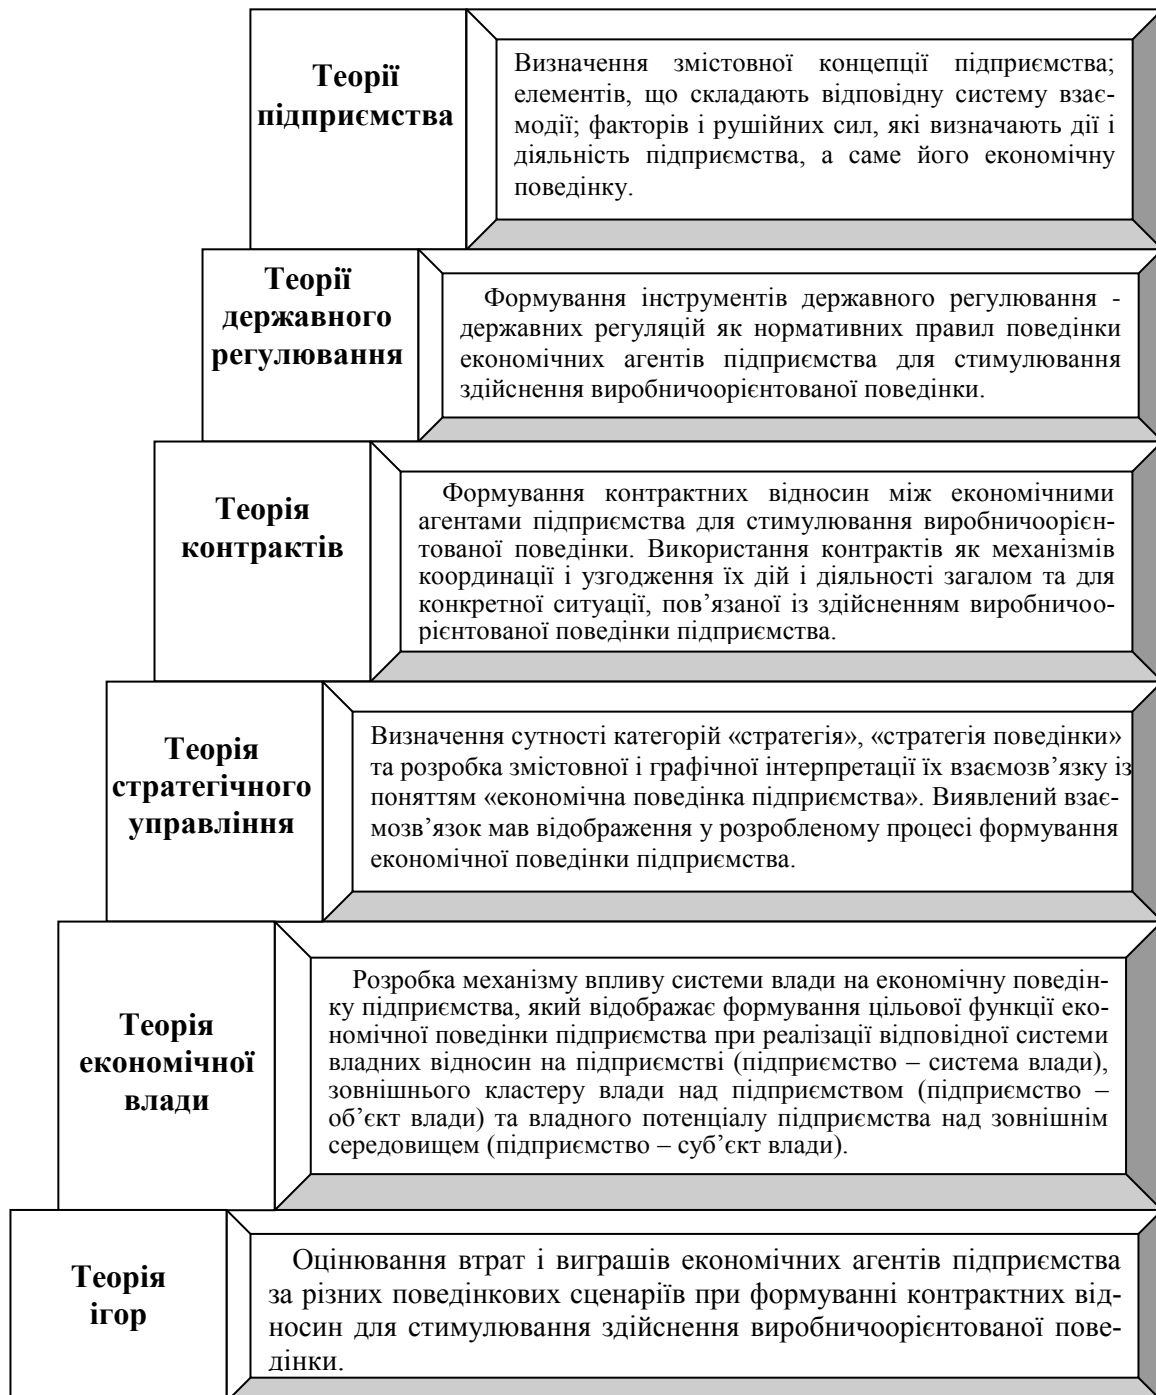 Теорії
підприємства
Визначення змістовної концепції підприємства;
елементів, що складають відповідну систему взає-
модії; факторів і рушійних сил, які визначають дії і
діяльність підприємства, а саме його економічну
поведінку.
Теорії
державного
регулювання
Формування інструментів державного регулювання -
державних регуляцій як нормативних правил поведінки
економічних агентів підприємства для стимулювання
здійснення виробничоорієнтованої поведінки.
Теорія
контрактів
Формування контрактних відносин між економічними
агентами підприємства для стимулювання виробничоорієн-
тованої поведінки. Використання контрактів як механізмів
координації і узгодження їх дій і діяльності загалом та для
конкретної ситуації, пов’язаної із здійсненням виробничоо-
рієнтованої поведінки підприємства.
Теорія
стратегічного
управління
Визначення сутності категорій «стратегія», «стратегія поведінки»
та розробка змістовної і графічної інтерпретації їх взаємозв’язку із
поняттям «економічна поведінка підприємства». Виявлений взає-
мозв’язок мав відображення у розробленому процесі формування
економічної поведінки підприємства.
Теорія
економічної
влади
Розробка механізму впливу системи влади на економічну поведін-
ку підприємства, який відображає формування цільової функції еко-
номічної поведінки підприємства при реалізації відповідної системи
владних відносин на підприємстві (підприємство – система влади),
зовнішнього кластеру влади над підприємством (підприємство –
об’єкт влади) та владного потенціалу підприємства над зовнішнім
середовищем (підприємство – суб’єкт влади).
Теорія
ігор
Оцінювання втрат і виграшів економічних агентів підприємства
за різних поведінкових сценаріїв при формуванні контрактних від-
носин для стимулювання здійснення виробничоорієнтованої пове-
дінки.